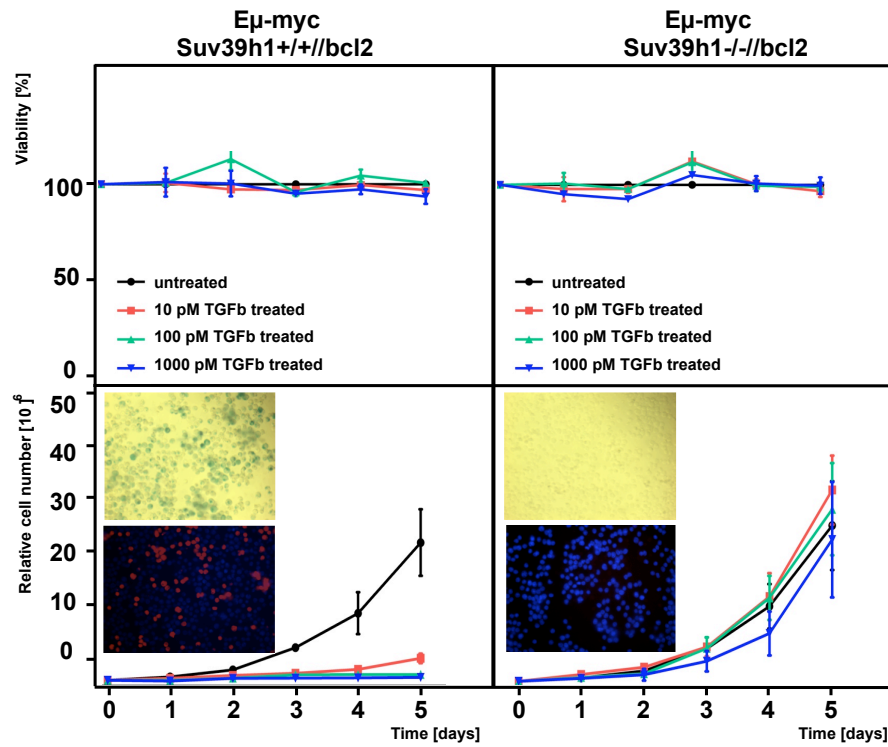 Eμ-myc
Suv39h1+/+//bcl2
Eμ-myc
Suv39h1-/-//bcl2
Viability [%]
100
50
0
untreated
10 pM TGFb treated
100 pM TGFb treated
1000 pM TGFb treated
untreated
10 pM TGFb treated
100 pM TGFb treated
1000 pM TGFb treated
Relative cell number [10]6
50
40
30
20
10
0
0 1 2 3 4 5
0 1 2 3 4 5
Time [days]
Time [days]